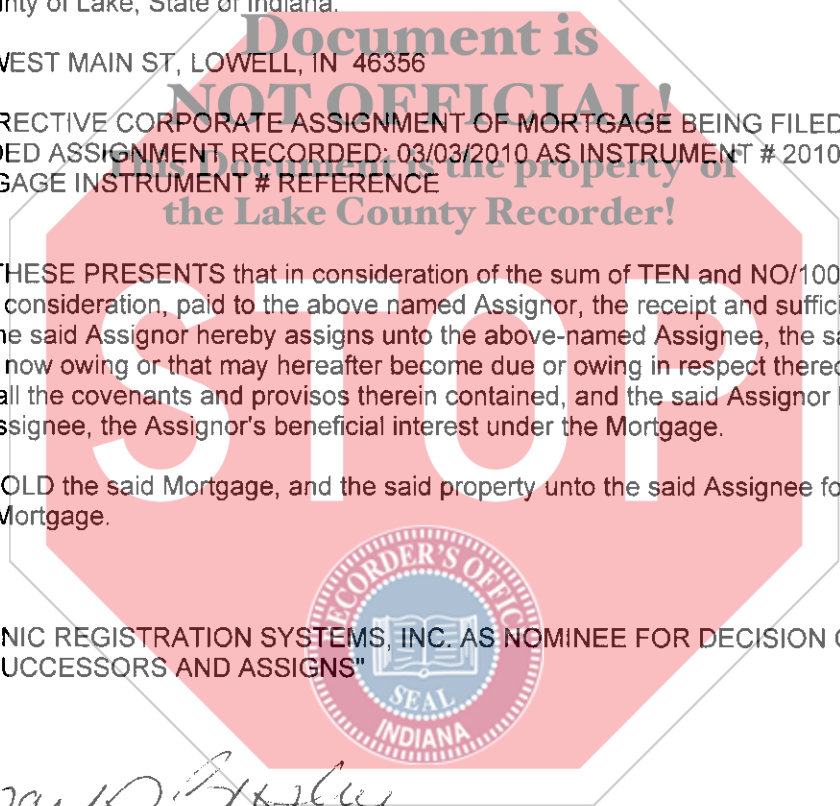 nty of Lake, State of Indiana.
Document is
WEST MAIN ST, LOWELL, IN 46356
NOT OFFICIAL!
RECTIVE CORPORATE ASSIGNMENT OF MORTGAGE BEING FILED
DED ASSIGNMENT RECORDED: 03/03/2010 AS INSTRUMENT # 2010
This Document is the property of
GAGE INSTRUMENT # REFERENCE
the Lake County Recorder!
THESE PRESENTS that in consideration of the sum of TEN and NO/100
consideration, paid to the above named Assignor, the receipt and suffici
he said Assignor hereby assigns unto the above-named Assignee, the sa
now owing or that may hereafter become due or owing in respect thereo
all the covenants and provisos therein contained, and the said Assignor
ssignee, the Assignor's beneficial interest under the Mortgage.
STOP
OLD the said Mortgage, and the said property unto the said Assignee fo
Mortgage.
RECORDER'S OFFIC
NIC REGISTRATION SYSTEMS, INC. AS NOMINEE FOR DECISION
UCCESSORS AND ASSIGNS"
SEAL
INDIANA